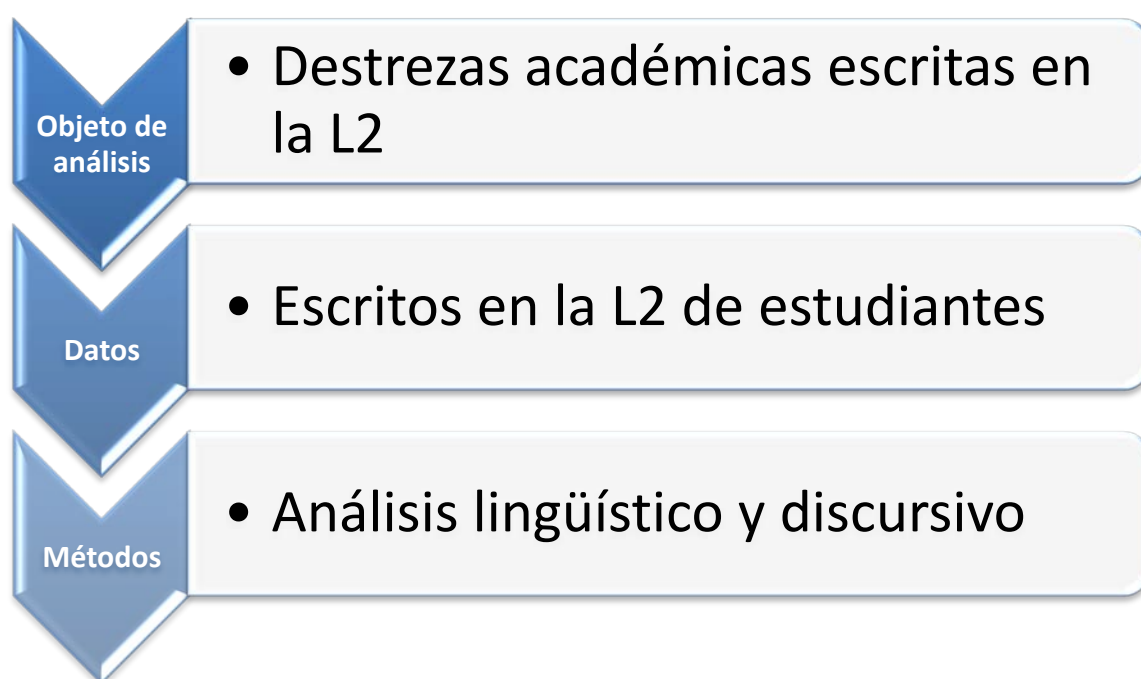 Objeto de
análisis
• Destrezas académicas escritas en
la L2
Datos
• Escritos en la L2 de estudiantes
Métodos
• Análisis lingüístico y discursivo